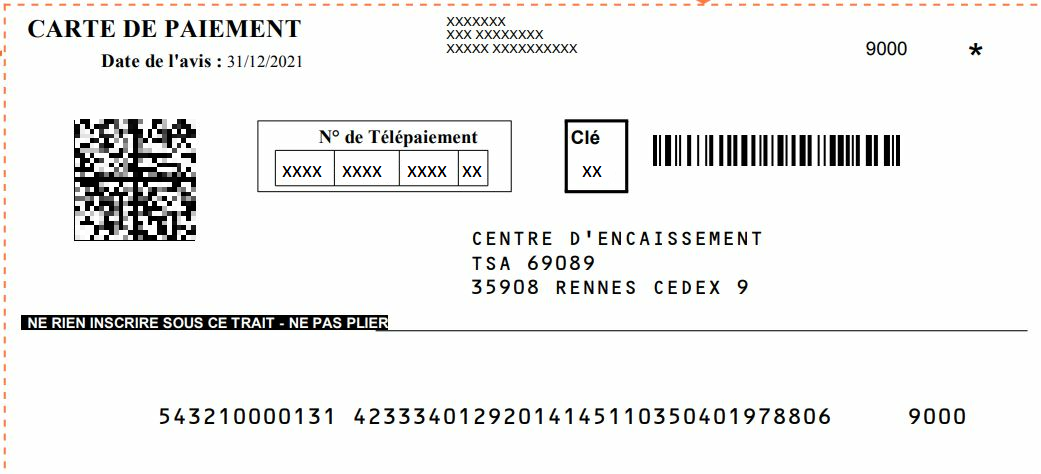 CARTE DE PAIEMENT
Date de l'avis : 31/12/2021
XXXXXXX
XXX XXXXXXXX
XXXXX XXXXXXXXXX
9000 *
N° de Télépaiement
XXXX XXXX XXXX XX
Clé
XX
CENTRE D'ENCAISSEMENT
TSA 69089
35908 RENNES CEDEX 9
NE RIEN INSCRIRE SOUS CE TRAIT - NE PAS PLIER
543210000131 42333401292014145110350401978806 9000